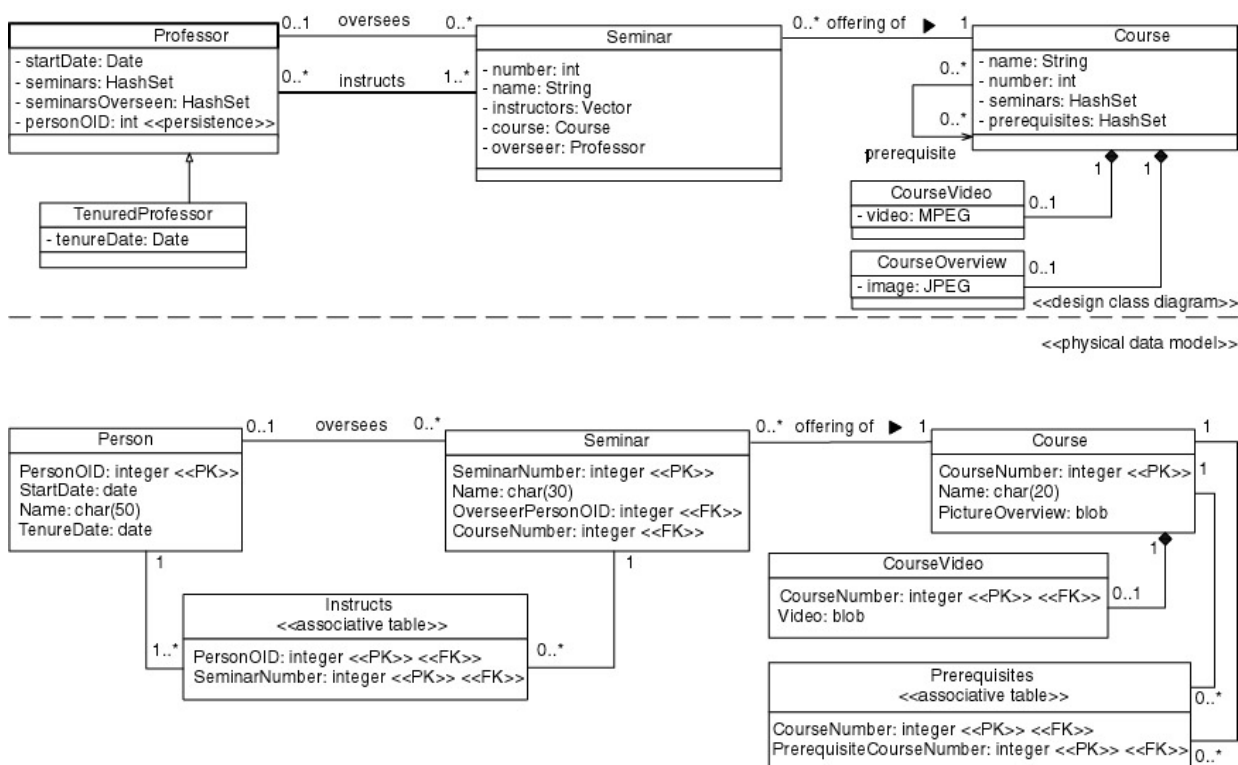 0..1 oversees 0..*
0..* offering of ▶ 1
Professor
- startDate: Date
- seminars: HashSet
- seminarsOverseen: HashSet
- personOID: int <<persistence>>
0..* instructs 1..*
Seminar
- number: int
- name: String
- instructors: Vector
- course: Course
- overseer: Professor
Course
- name: String
- number: int
- seminars: HashSet
- prerequisites: HashSet
0..*
0..*
prerequisite
1
1
TenuredProfessor
- tenureDate: Date
CourseVideo
- video: MPEG
0..1
CourseOverview
- image: JPEG
0..1
<<design class diagram>>
<<physical data model>>
0..1 oversees 0..*
0..* offering of ▶ 1
1
Person
PersonOID: integer <<PK>>
StartDate: date
Name: char(50)
TenureDate: date
1
Seminar
SeminarNumber: integer <<PK>>
Name: char(30)
OverseerPersonOID: integer <<FK>>
CourseNumber: integer <<FK>>
1
Course
CourseNumber: integer <<PK>>
Name: char(20)
PictureOverview: blob
1
1
Instructs
<<associative table>>
PersonOID: integer <<PK>> <<FK>>
SeminarNumber: integer <<PK>> <<FK>>
1..*
0..*
CourseVideo
CourseNumber: integer <<PK>> <<FK>>
Video: blob
0..1
Prerequisites
<<associative table>>
CourseNumber: integer <<PK>> <<FK>>
PrerequisiteCourseNumber: integer <<PK>> <<FK>>
0..*
0..*